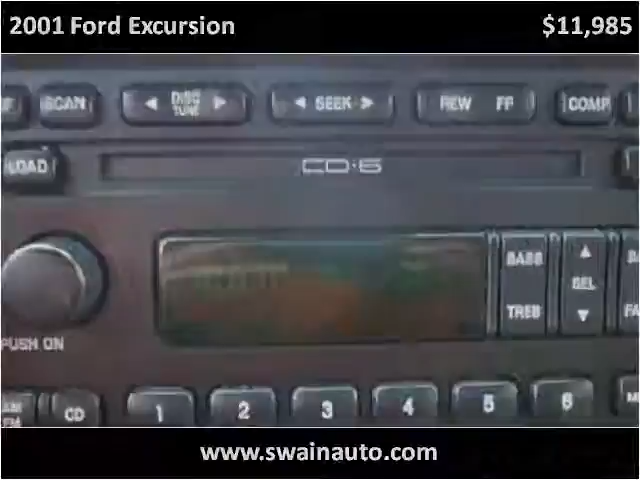 2001 Ford Excursion $11,985
SCAN ◄ DISC TUNE ► ◄ SEEK ► REW FF COMP
LOAD CD·6
BASS ▲
SEL
TREB ▼
PUSH ON
CD 1 2 3 4 5 6
www.swainauto.com